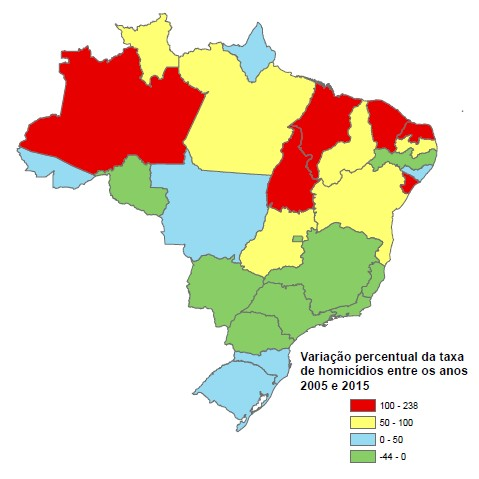 Variação percentual da taxa
de homicídios entre os anos
2005 e 2015
100 - 238
50 - 100
0 - 50
-44 - 0